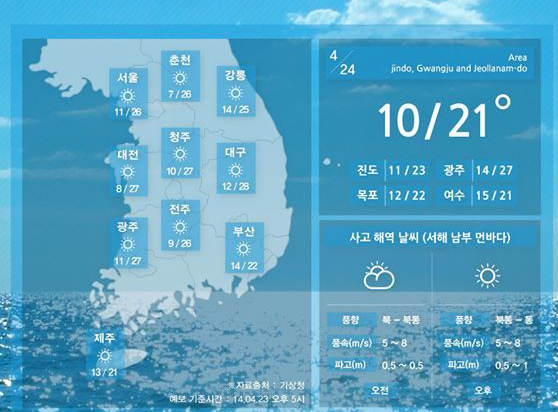 춘천
7 / 26
서울
11 / 26
강릉
14 / 25
청주
10 / 27
대전
8 / 27
대구
12 / 28
전주
9 / 26
광주
11 / 27
부산
14 / 22
제주
13 / 21
※자료출처 : 기상청
예보 기준시간 : 14.04.23 오후 5시
4/24
Area
jindo, Gwangju and Jeollanam-do
10/21°
진도 11 / 23 광주 14 / 27
목포 12 / 22 여수 15 / 21
사고 해역 날씨 (서해 남부 먼바다)
풍향 북 – 북동
풍속(m/s) 5 ~ 8
파고(m) 0.5 ~ 0.5
오전
풍향 북동 – 동
풍속(m/s) 5 ~ 8
파고(m) 0.5 ~ 1
오후